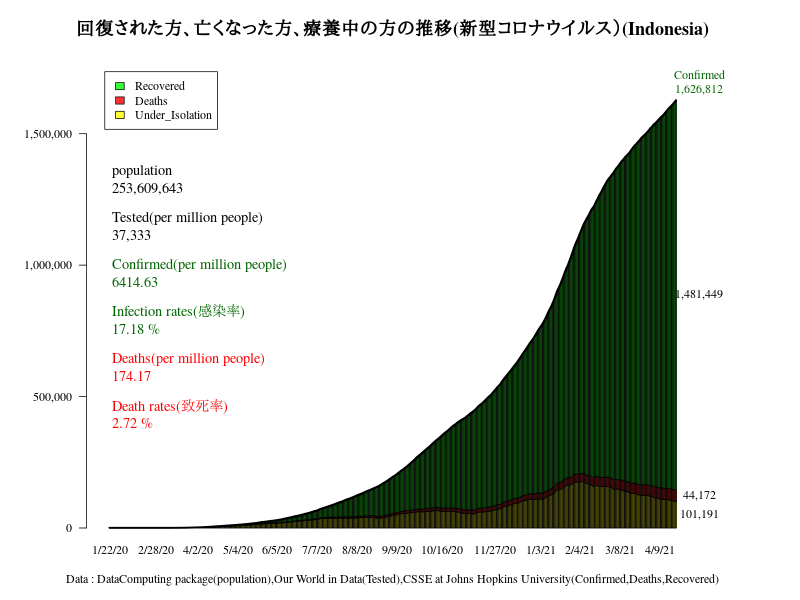 回復された方、亡くなった方、療養中の方の推移(新型コロナウイルス)(Indonesia)
Confirmed
1,626,812
Recovered
Deaths
Under_Isolation
1,500,000
population
253,609,643
Tested(per million people)
37,333
1,000,000
Confirmed(per million people)
6414.63
1,481,449
Infection rates(感染率)
17.18 %
Deaths(per million people)
174.17
500,000
Death rates(致死率)
2.72 %
44,172
101,191
0
1/22/20 2/28/20 4/2/20 5/4/20 6/5/20 7/7/20 8/8/20 9/9/20 10/16/20 11/27/20 1/3/21 2/4/21 3/8/21 4/9/21
Data : DataComputing package(population),Our World in Data(Tested),CSSE at Johns Hopkins University(Confirmed,Deaths,Recovered)